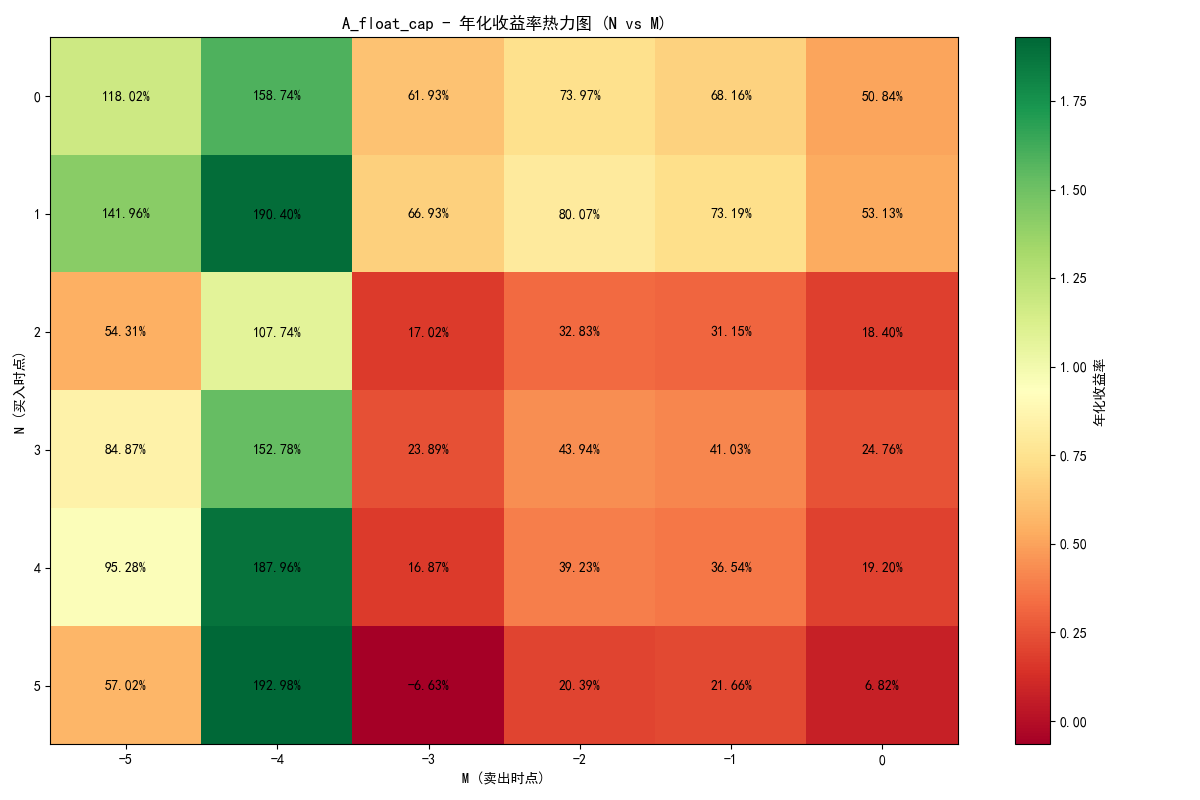 A_float_cap - 年化收益率热力图 (N vs M)
0 118.02% 158.74% 61.93% 73.97% 68.16% 50.84%
1 141.96% 190.40% 66.93% 80.07% 73.19% 53.13%
2 54.31% 107.74% 17.02% 32.83% 31.15% 18.40%
3 84.87% 152.78% 23.89% 43.94% 41.03% 24.76%
4 95.28% 187.96% 16.87% 39.23% 36.54% 19.20%
5 57.02% 192.98% −6.63% 20.39% 21.66% 6.82%
−5 −4 −3 −2 −1 0
M (卖出时点)
N (买入时点)
1.75
1.50
1.25
1.00
0.75
0.50
0.25
0.00
年化收益率